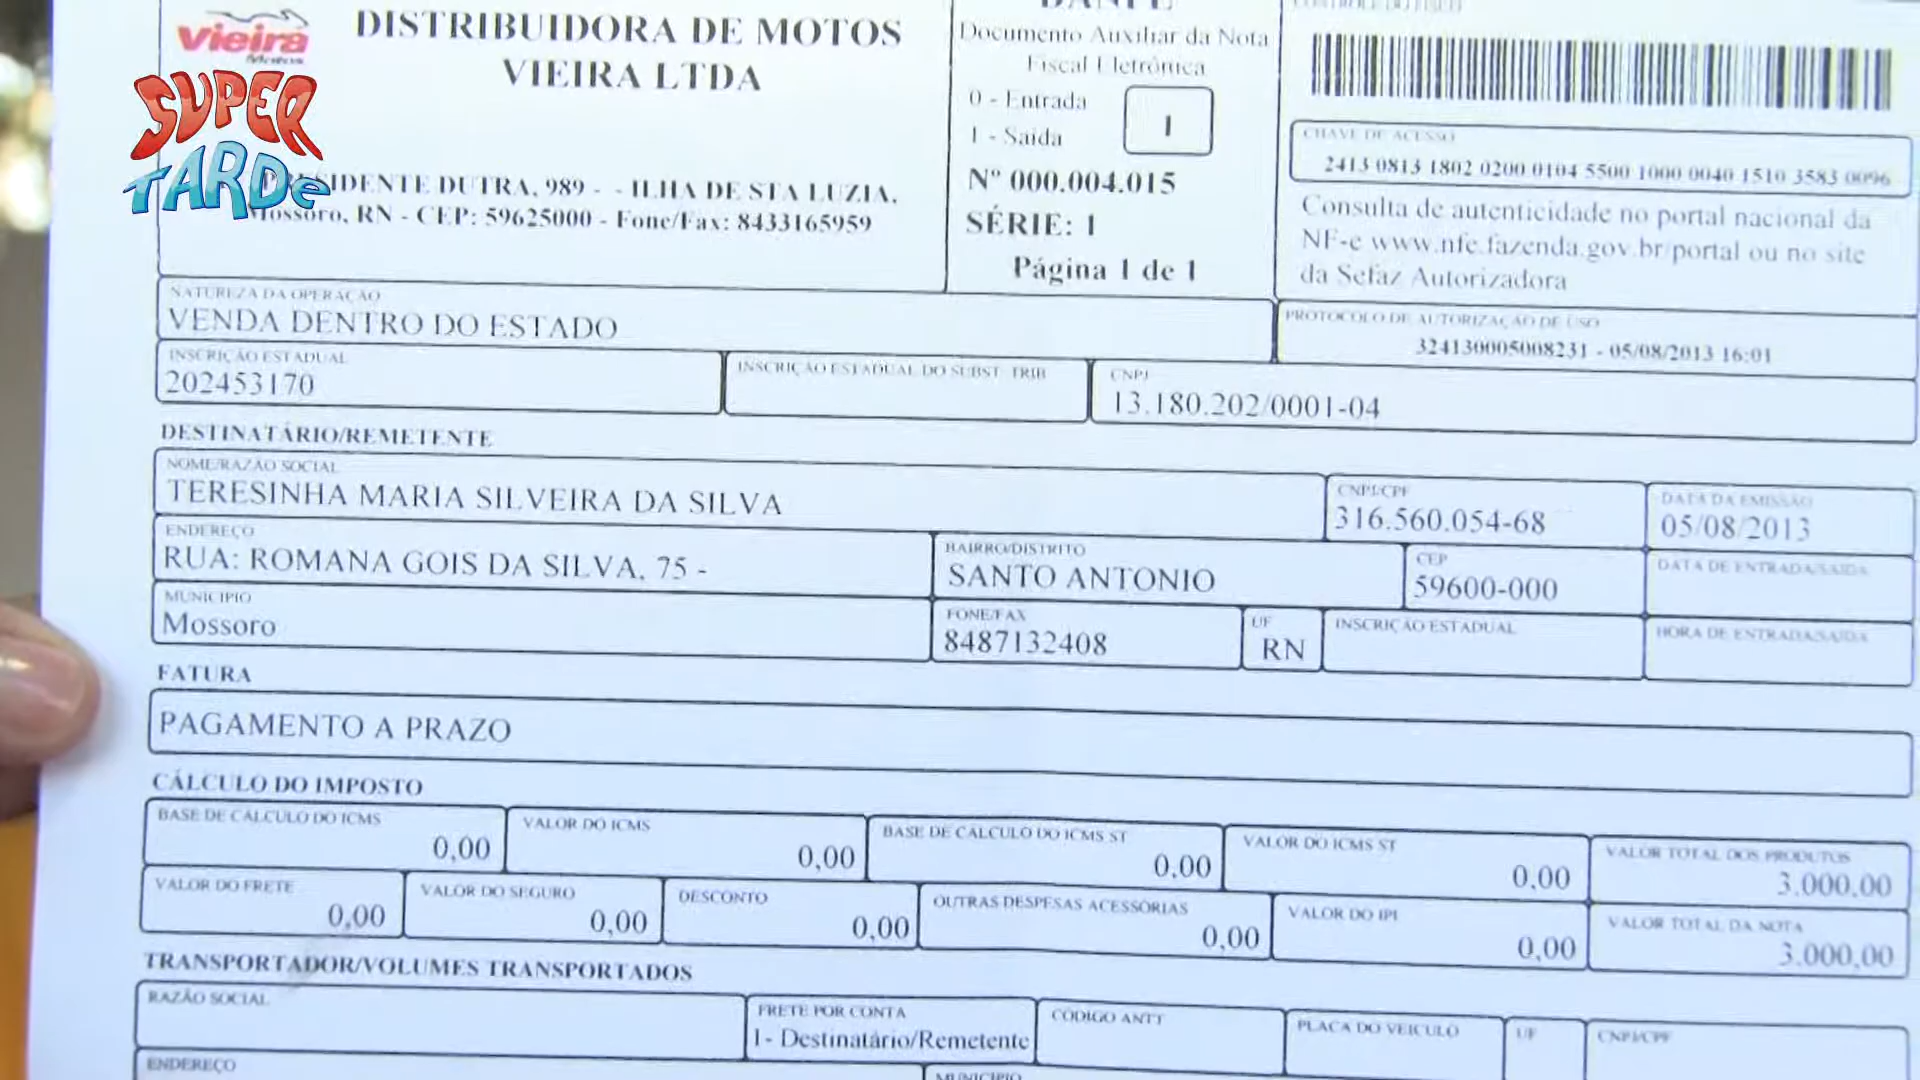 Vieira
Motos
SUPER
TARDe
DISTRIBUIDORA DE MOTOS
VIEIRA LTDA
DUTRA, 989 - - ILHA DE STA LUZIA,
Mossoro, RN - CEP: 59625000 - Fone/Fax: 8433165959
DANFE
Documento Auxiliar da Nota
Fiscal Eletrônica
0 - Entrada
1 - Saída
1
Nº 000.004.015
SÉRIE: 1
Página 1 de 1
CONTROLE DO FISCO
CHAVE DE ACESSO
2413 0813 1802 0200 0104 5500 1000 0040 1510 3583 0096
Consulta de autenticidade no portal nacional da
NF-e www.nfe.fazenda.gov.br/portal ou no site
da Sefaz Autorizadora
NATUREZA DA OPERAÇÃO
VENDA DENTRO DO ESTADO
PROTOCOLO DE AUTORIZAÇÃO DE USO
324130005008231 - 05/08/2013 16:01
INSCRIÇÃO ESTADUAL
202453170
INSCRIÇÃO ESTADUAL DO SUBST. TRIB
CNPJ
13.180.202/0001-04
DESTINATÁRIO/REMETENTE
NOME/RAZÃO SOCIAL
TERESINHA MARIA SILVEIRA DA SILVA
CNPJ/CPF
316.560.054-68
DATA DA EMISSÃO
05/08/2013
ENDEREÇO
RUA: ROMANA GOIS DA SILVA, 75 -
BAIRRO/DISTRITO
SANTO ANTONIO
CEP
59600-000
DATA DE ENTRADA/SAÍDA
MUNICIPIO
Mossoro
FONE/FAX
8487132408
UF
RN
INSCRIÇÃO ESTADUAL
HORA DE ENTRADA/SAÍDA
FATURA
PAGAMENTO A PRAZO
CÁLCULO DO IMPOSTO
BASE DE CÁLCULO DO ICMS
0,00
VALOR DO ICMS
0,00
BASE DE CÁLCULO DO ICMS ST
0,00
VALOR DO ICMS ST
0,00
VALOR TOTAL DOS PRODUTOS
3.000,00
VALOR DO FRETE
0,00
VALOR DO SEGURO
0,00
DESCONTO
0,00
OUTRAS DESPESAS ACESSÓRIAS
0,00
VALOR DO IPI
0,00
VALOR TOTAL DA NOTA
3.000,00
TRANSPORTADOR/VOLUMES TRANSPORTADOS
RAZÃO SOCIAL
FRETE POR CONTA
1- Destinatário/Remetente
CÓDIGO ANTT
PLACA DO VEICULO
UF
CNPJ/CPF
ENDEREÇO
MUNICIPIO